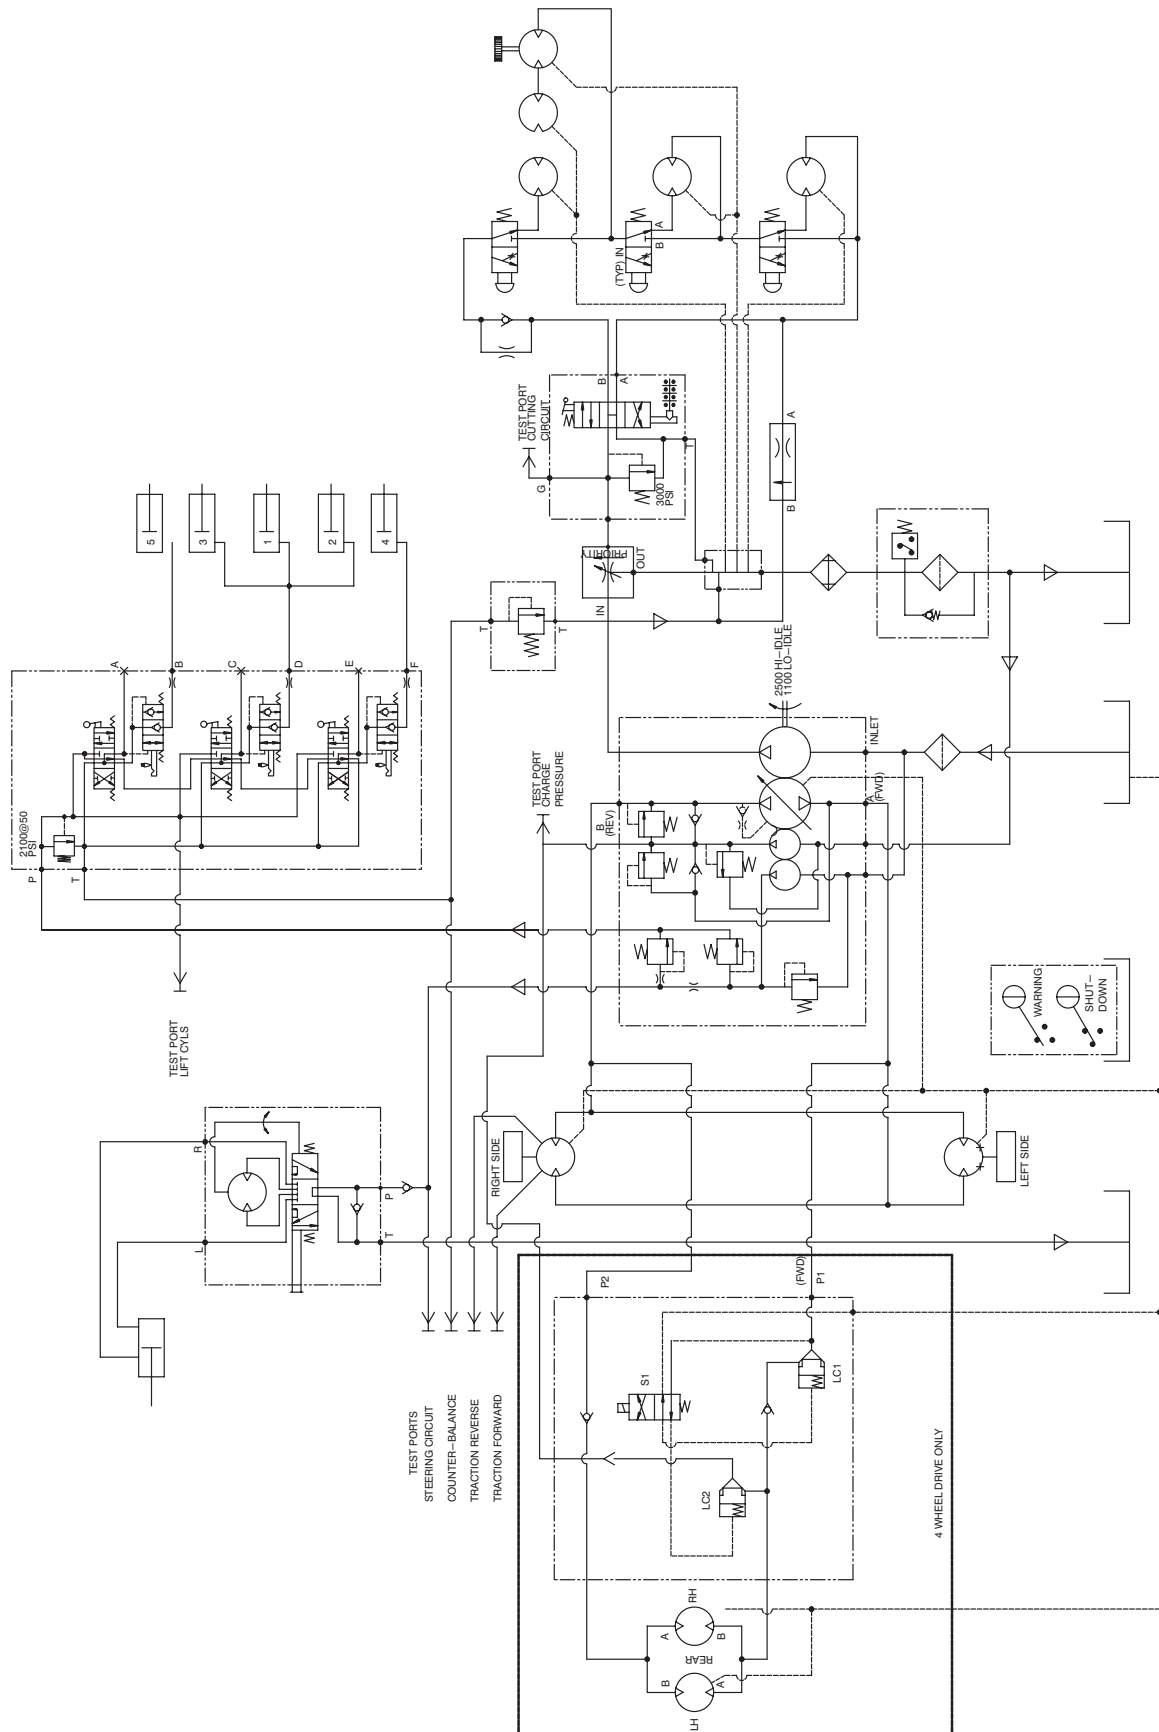 (TYP) IN
A
B
TEST PORT
CUTTING
CIRCUIT
G
B
A
T
3000
PSI
PRIORITY
IN
OUT
A
B
5
3
1
2
4
2100@50
PSI
P
T
A
B
C
D
E
F
T
T
TEST PORT
CHARGE
PRESSURE
2500 HI-IDLE
1100 LO-IDLE
INLET
B
(REV)
A
(FWD)
TEST PORT
LIFT CYLS
WARNING
SHUT-
DOWN
R
L
P
T
RIGHT SIDE
LEFT SIDE
TEST PORTS
STEERING CIRCUIT
COUNTER-BALANCE
TRACTION REVERSE
TRACTION FORWARD
P2
(FWD)
P1
S1
LC1
LC2
4 WHEEL DRIVE ONLY
RH
A
B
REAR
B
A
LH